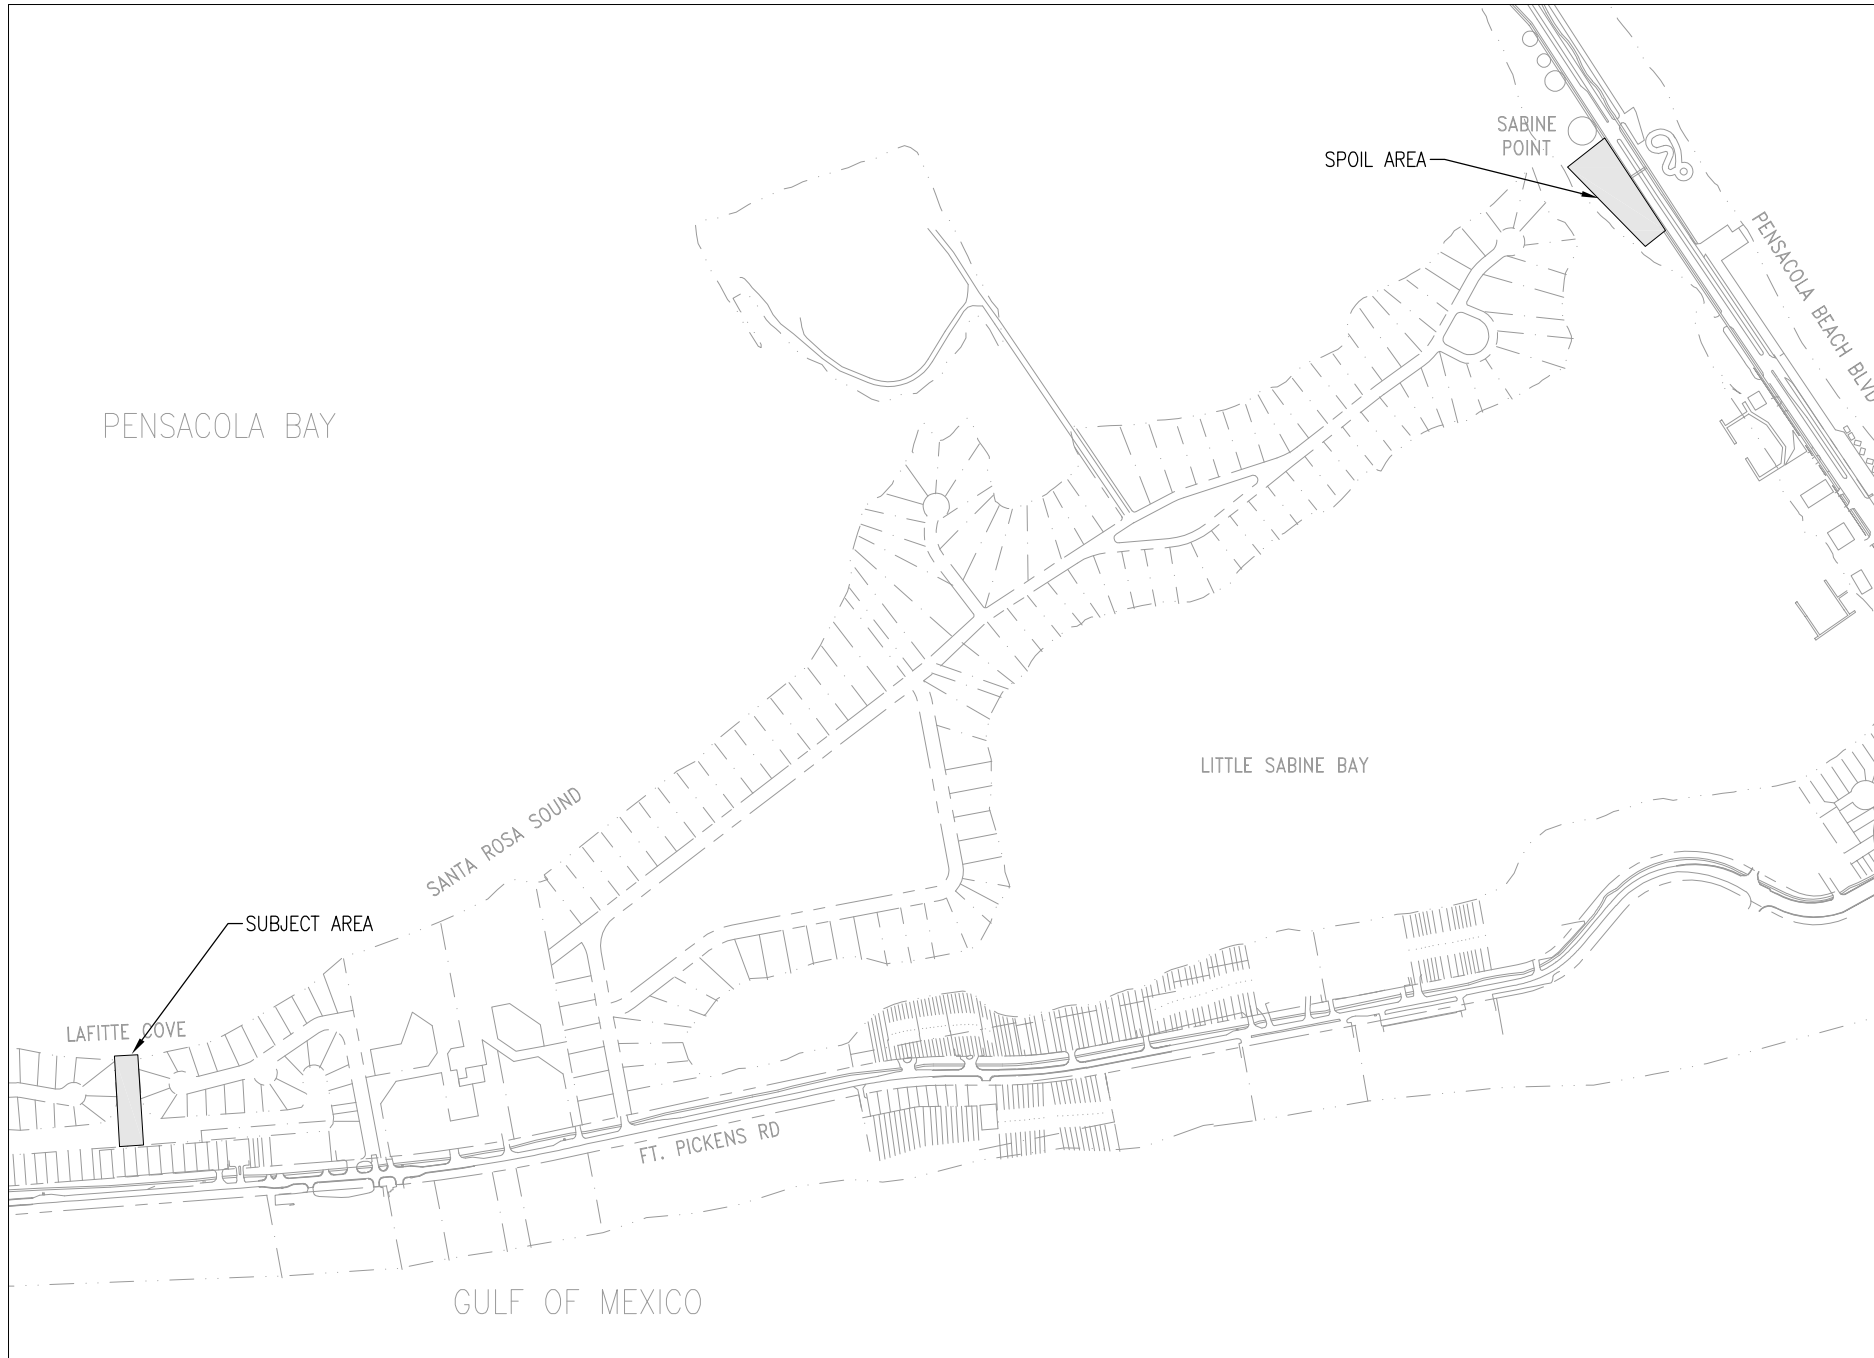 SABINE
POINT
SPOIL AREA
PENSACOLA BEACH BLVD
PENSACOLA BAY
LITTLE SABINE BAY
SANTA ROSA SOUND
SUBJECT AREA
LAFITTE COVE
FT. PICKENS RD
GULF OF MEXICO